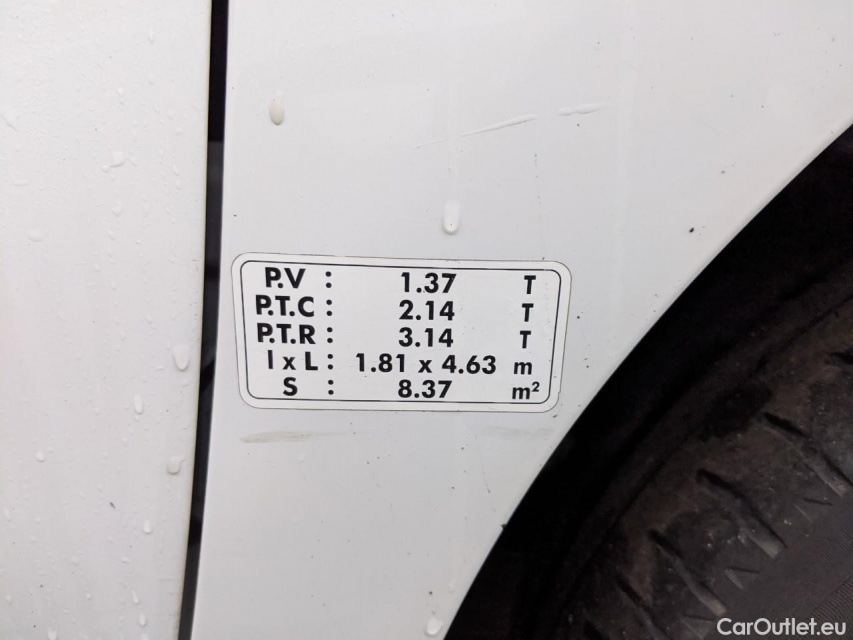 P.V : 1.37 T
P.T.C : 2.14 T
P.T.R : 3.14 T
l x L : 1.81 x 4.63 m
S : 8.37 m²
CarOutlet.eu